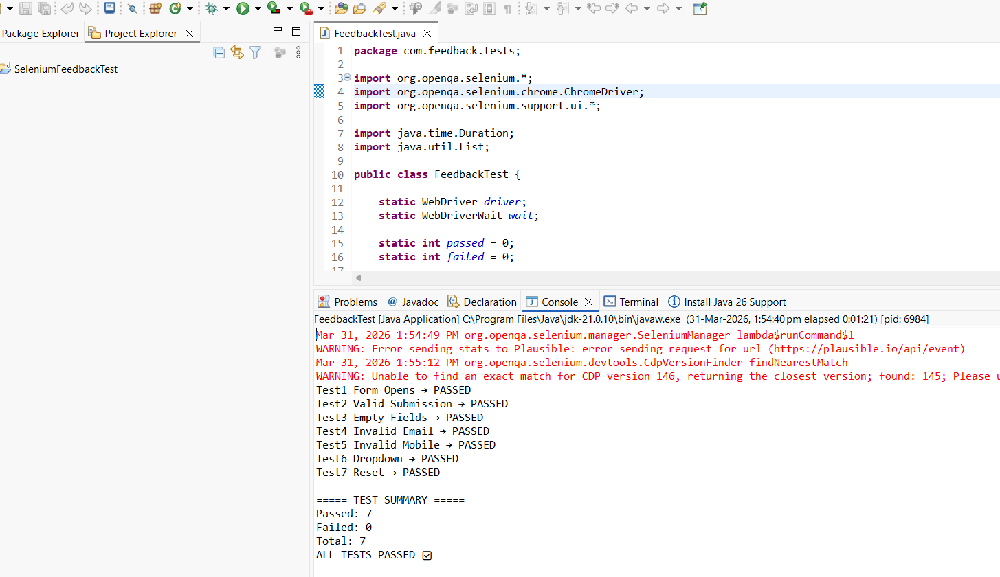 Package Explorer Project Explorer
SeleniumFeedbackTest
FeedbackTest.java
1 package com.feedback.tests;
2
3 import org.openqa.selenium.*;
4 import org.openqa.selenium.chrome.ChromeDriver;
5 import org.openqa.selenium.support.ui.*;
6
7 import java.time.Duration;
8 import java.util.List;
9
10 public class FeedbackTest {
11
12 static WebDriver driver;
13 static WebDriverWait wait;
14
15 static int passed = 0;
16 static int failed = 0;
17
Problems @ Javadoc Declaration Console Terminal Install Java 26 Support
FeedbackTest [Java Application] C:\Program Files\Java\jdk-21.0.10\bin\javaw.exe (31-Mar-2026, 1:54:40 pm elapsed 0:01:21) [pid: 6984]
Mar 31, 2026 1:54:49 PM org.openqa.selenium.manager.SeleniumManager lambda$runCommand$1
WARNING: Error sending stats to Plausible: error sending request for url (https://plausible.io/api/event)
Mar 31, 2026 1:55:12 PM org.openqa.selenium.devtools.CdpVersionFinder findNearestMatch
WARNING: Unable to find an exact match for CDP version 146, returning the closest version; found: 145; Please
Test1 Form Opens → PASSED
Test2 Valid Submission → PASSED
Test3 Empty Fields → PASSED
Test4 Invalid Email → PASSED
Test5 Invalid Mobile → PASSED
Test6 Dropdown → PASSED
Test7 Reset → PASSED

===== TEST SUMMARY =====
Passed: 7
Failed: 0
Total: 7
ALL TESTS PASSED ☑